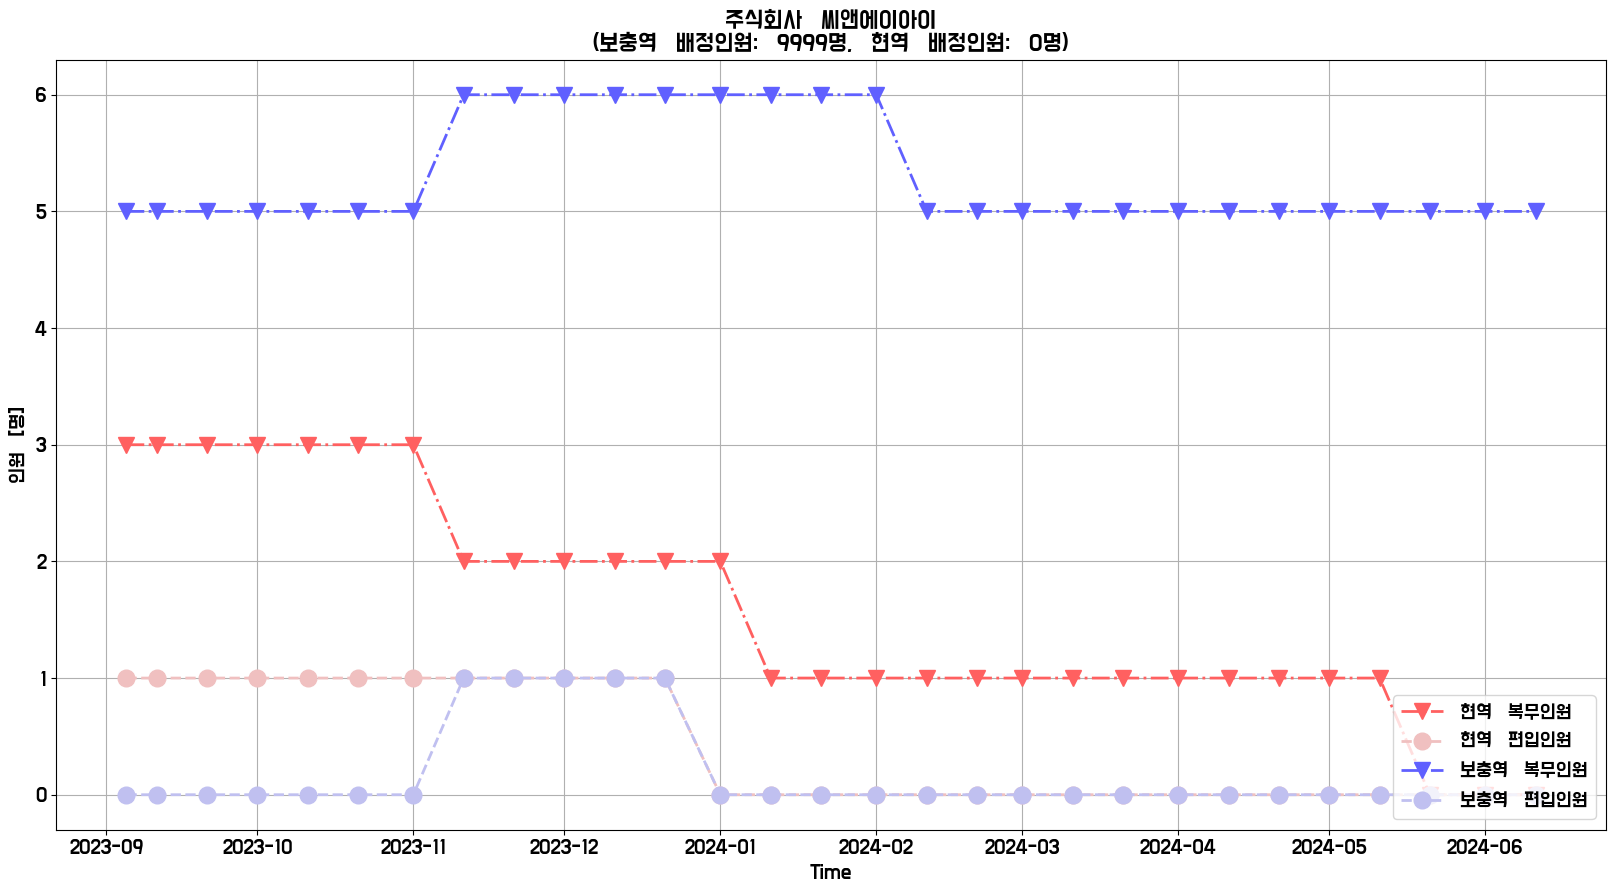 주식회사 씨앤에이아이
(보충역 배정인원: 9999명, 현역 배정인원: 0명)
6
5
4
3
2
1
0
인원 [명]
2023-09 2023-10 2023-11 2023-12 2024-01 2024-02 2024-03 2024-04 2024-05 2024-06
Time
현역 복무인원
현역 편입인원
보충역 복무인원
보충역 편입인원